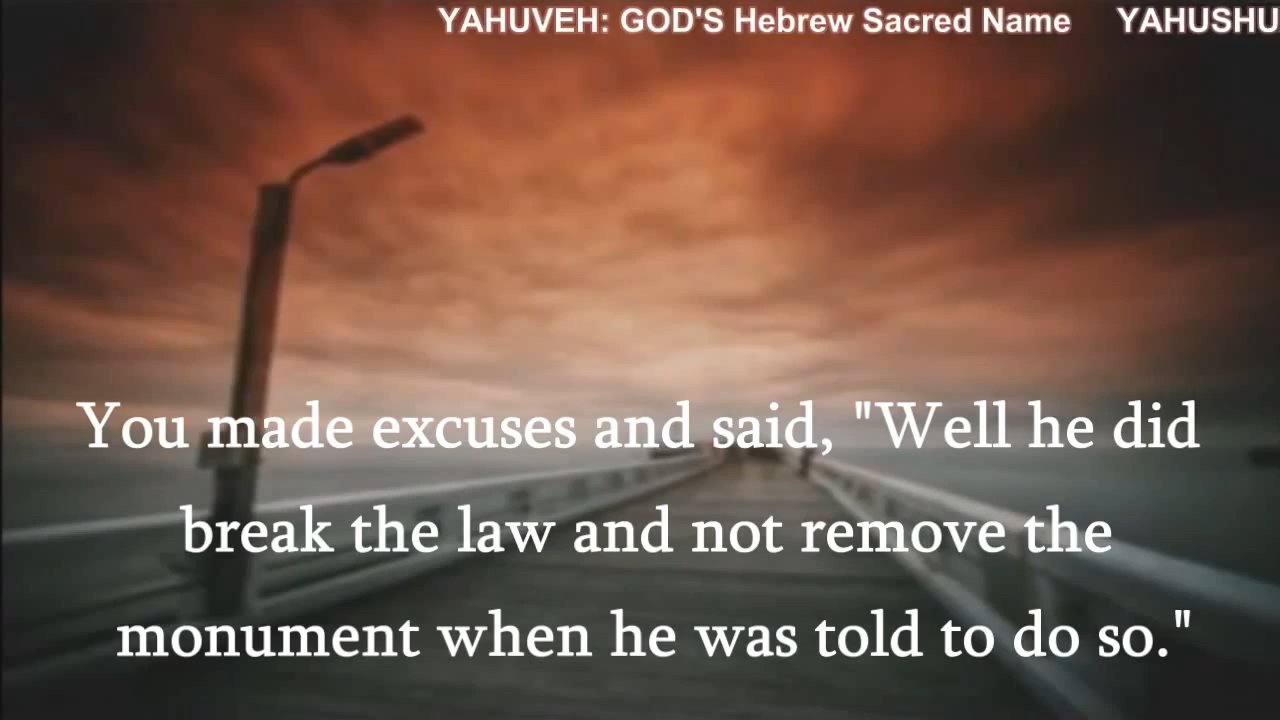 YAHUVEH: GOD'S Hebrew Sacred Name YAHUSHU
You made excuses and said, "Well he did
break the law and not remove the
monument when he was told to do so."